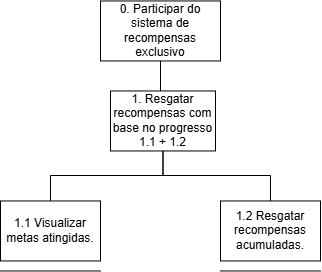 0. Participar do
sistema de
recompensas
exclusivo
1. Resgatar
recompensas com
base no progresso
1.1 + 1.2
1.1 Visualizar
metas atingidas.
1.2 Resgatar
recompensas
acumuladas.